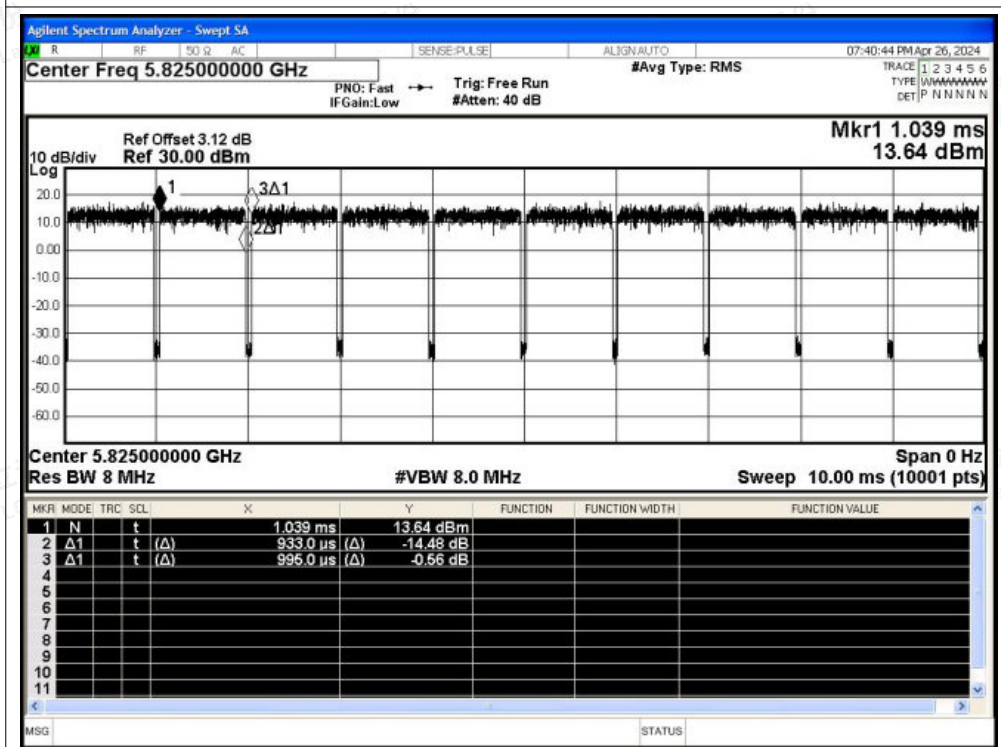 Agilent Spectrum Analyzer - Swept SA
LXI R RF 50 Ω AC SENSE:PULSE ALIGN AUTO 07:40:44 PM Apr 26, 2024
Center Freq 5.825000000 GHz #Avg Type: RMS TRACE 1 2 3 4 5 6
PNO: Fast Trig: Free Run TYPE WWWWWW
IFGain:Low #Atten: 40 dB DET P N N N N N
Mkr1 1.039 ms
Ref Offset 3.12 dB
10 dB/div Ref 30.00 dBm 13.64 dBm
Log
1 3Δ1
20.0
10.0
2Δ1
0.00
-10.0
-20.0
-30.0
-40.0
-50.0
-60.0
Center 5.825000000 GHz Span 0 Hz
Res BW 8 MHz #VBW 8.0 MHz Sweep 10.00 ms (10001 pts)
MKR MODE TRC SCL X Y FUNCTION FUNCTION WIDTH FUNCTION VALUE
1 N t 1.039 ms 13.64 dBm
2 Δ1 t (Δ) 933.0 µs (Δ) -14.48 dB
3 Δ1 t (Δ) 995.0 µs (Δ) -0.56 dB
4
5
6
7
8
9
10
11
MSG STATUS